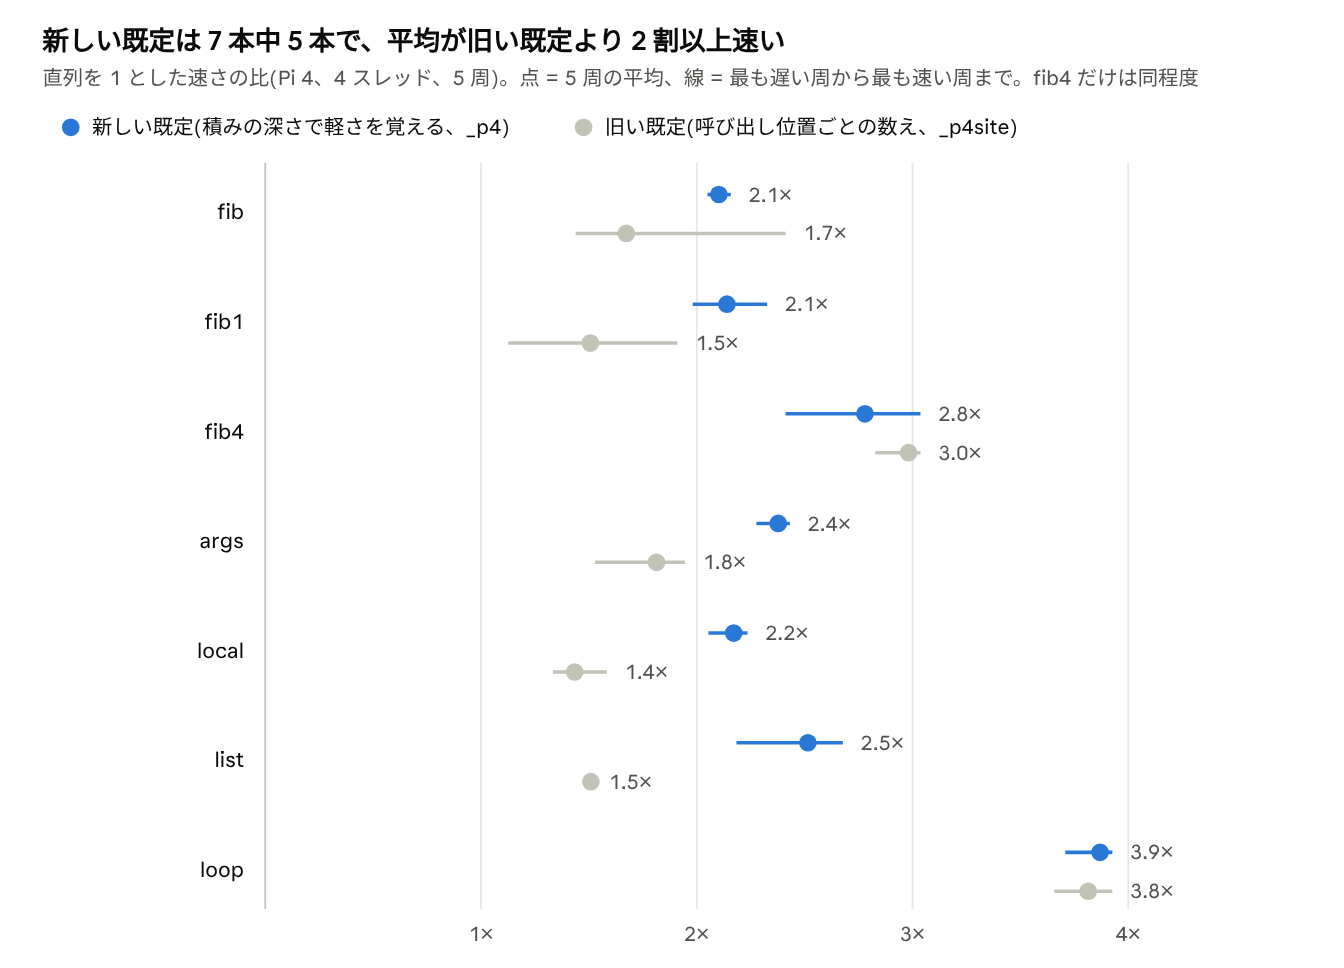 新しい既定は 7 本中 5 本で、平均が旧い既定より 2 割以上速い
直列を 1 とした速さの比(Pi 4、4 スレッド、5 周)。点 = 5 周の平均、線 = 最も遅い周から最も速い周まで。fib4 だけは同程度
新しい既定(積みの深さで軽さを覚える、_p4)
旧い既定(呼び出し位置ごとの数え、_p4site)
fib
2.1×
1.7×
fib1
2.1×
1.5×
fib4
2.8×
3.0×
args
2.4×
1.8×
local
2.2×
1.4×
list
2.5×
1.5×
loop
3.9×
3.8×
1×
2×
3×
4×